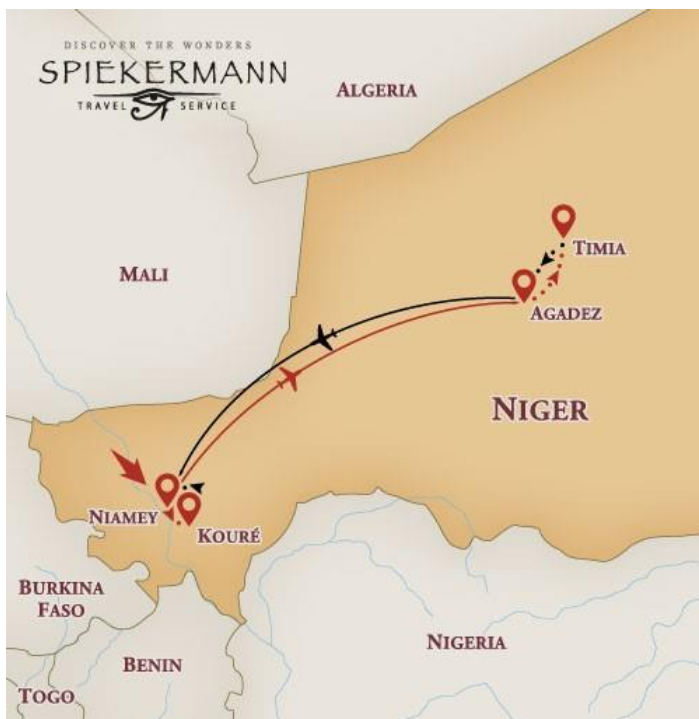 DISCOVER THE WONDERS
SPIEKERMANN
TRAVEL SERVICE
ALGERIA
MALI
TIMIA
AGADEZ
NIGER
NIAMEY
KOURÉ
BURKINA
FASO
NIGERIA
BENIN
TOGO